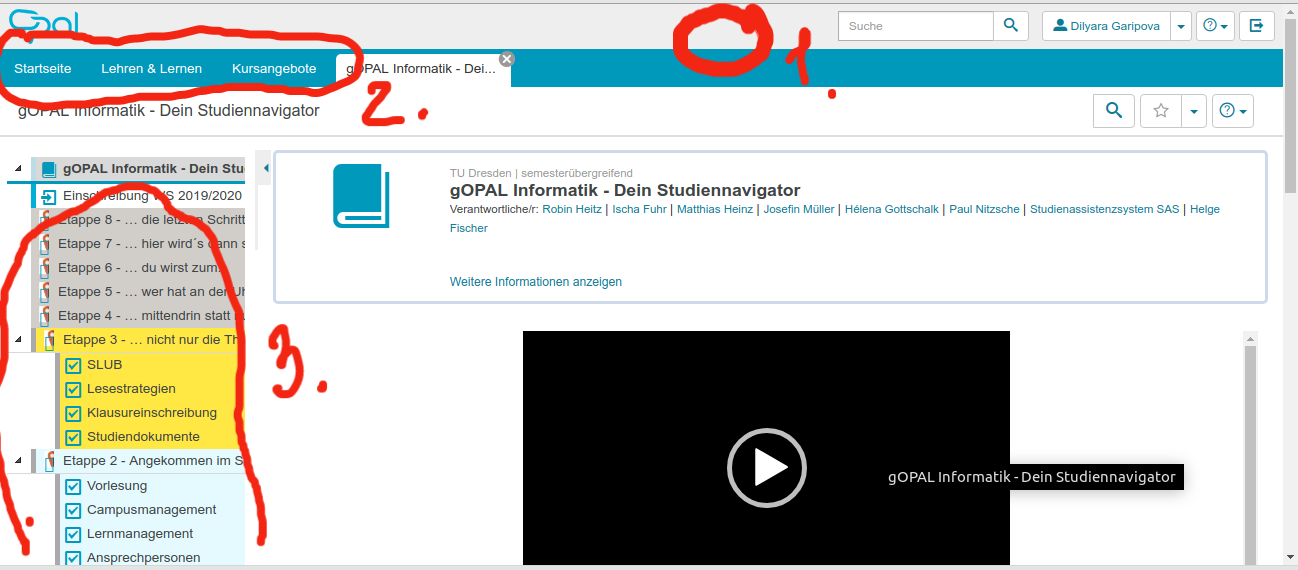 Opal
Suche
Dilyara Garipova
1.
Startseite Lehren & Lernen Kursangebote gOPAL Informatik - Dei...
2.
gOPAL Informatik - Dein Studiennavigator
gOPAL Informatik - Dein Stu
Einschreibung WS 2019/2020
Etappe 8 - … die letzten Schritt
Etappe 7 - … hier wird´s dann s
Etappe 6 - … du wirst zum
Etappe 5 - … wer hat an der Uh
Etappe 4 - … mittendrin statt n
Etappe 3 - … nicht nur die Th
SLUB
Lesestrategien
Klausureinschreibung
Studiendokumente
Etappe 2 - Angekommen im S
Vorlesung
Campusmanagement
Lernmanagement
Ansprechpersonen
3.
TU Dresden | semesterübergreifend
gOPAL Informatik - Dein Studiennavigator
Verantwortliche/r: Robin Heitz | Ischa Fuhr | Matthias Heinz | Josefin Müller | Hélena Gottschalk | Paul Nitzsche | Studienassistenzsystem SAS | Helge
Fischer
Weitere Informationen anzeigen
gOPAL Informatik - Dein Studiennavigator